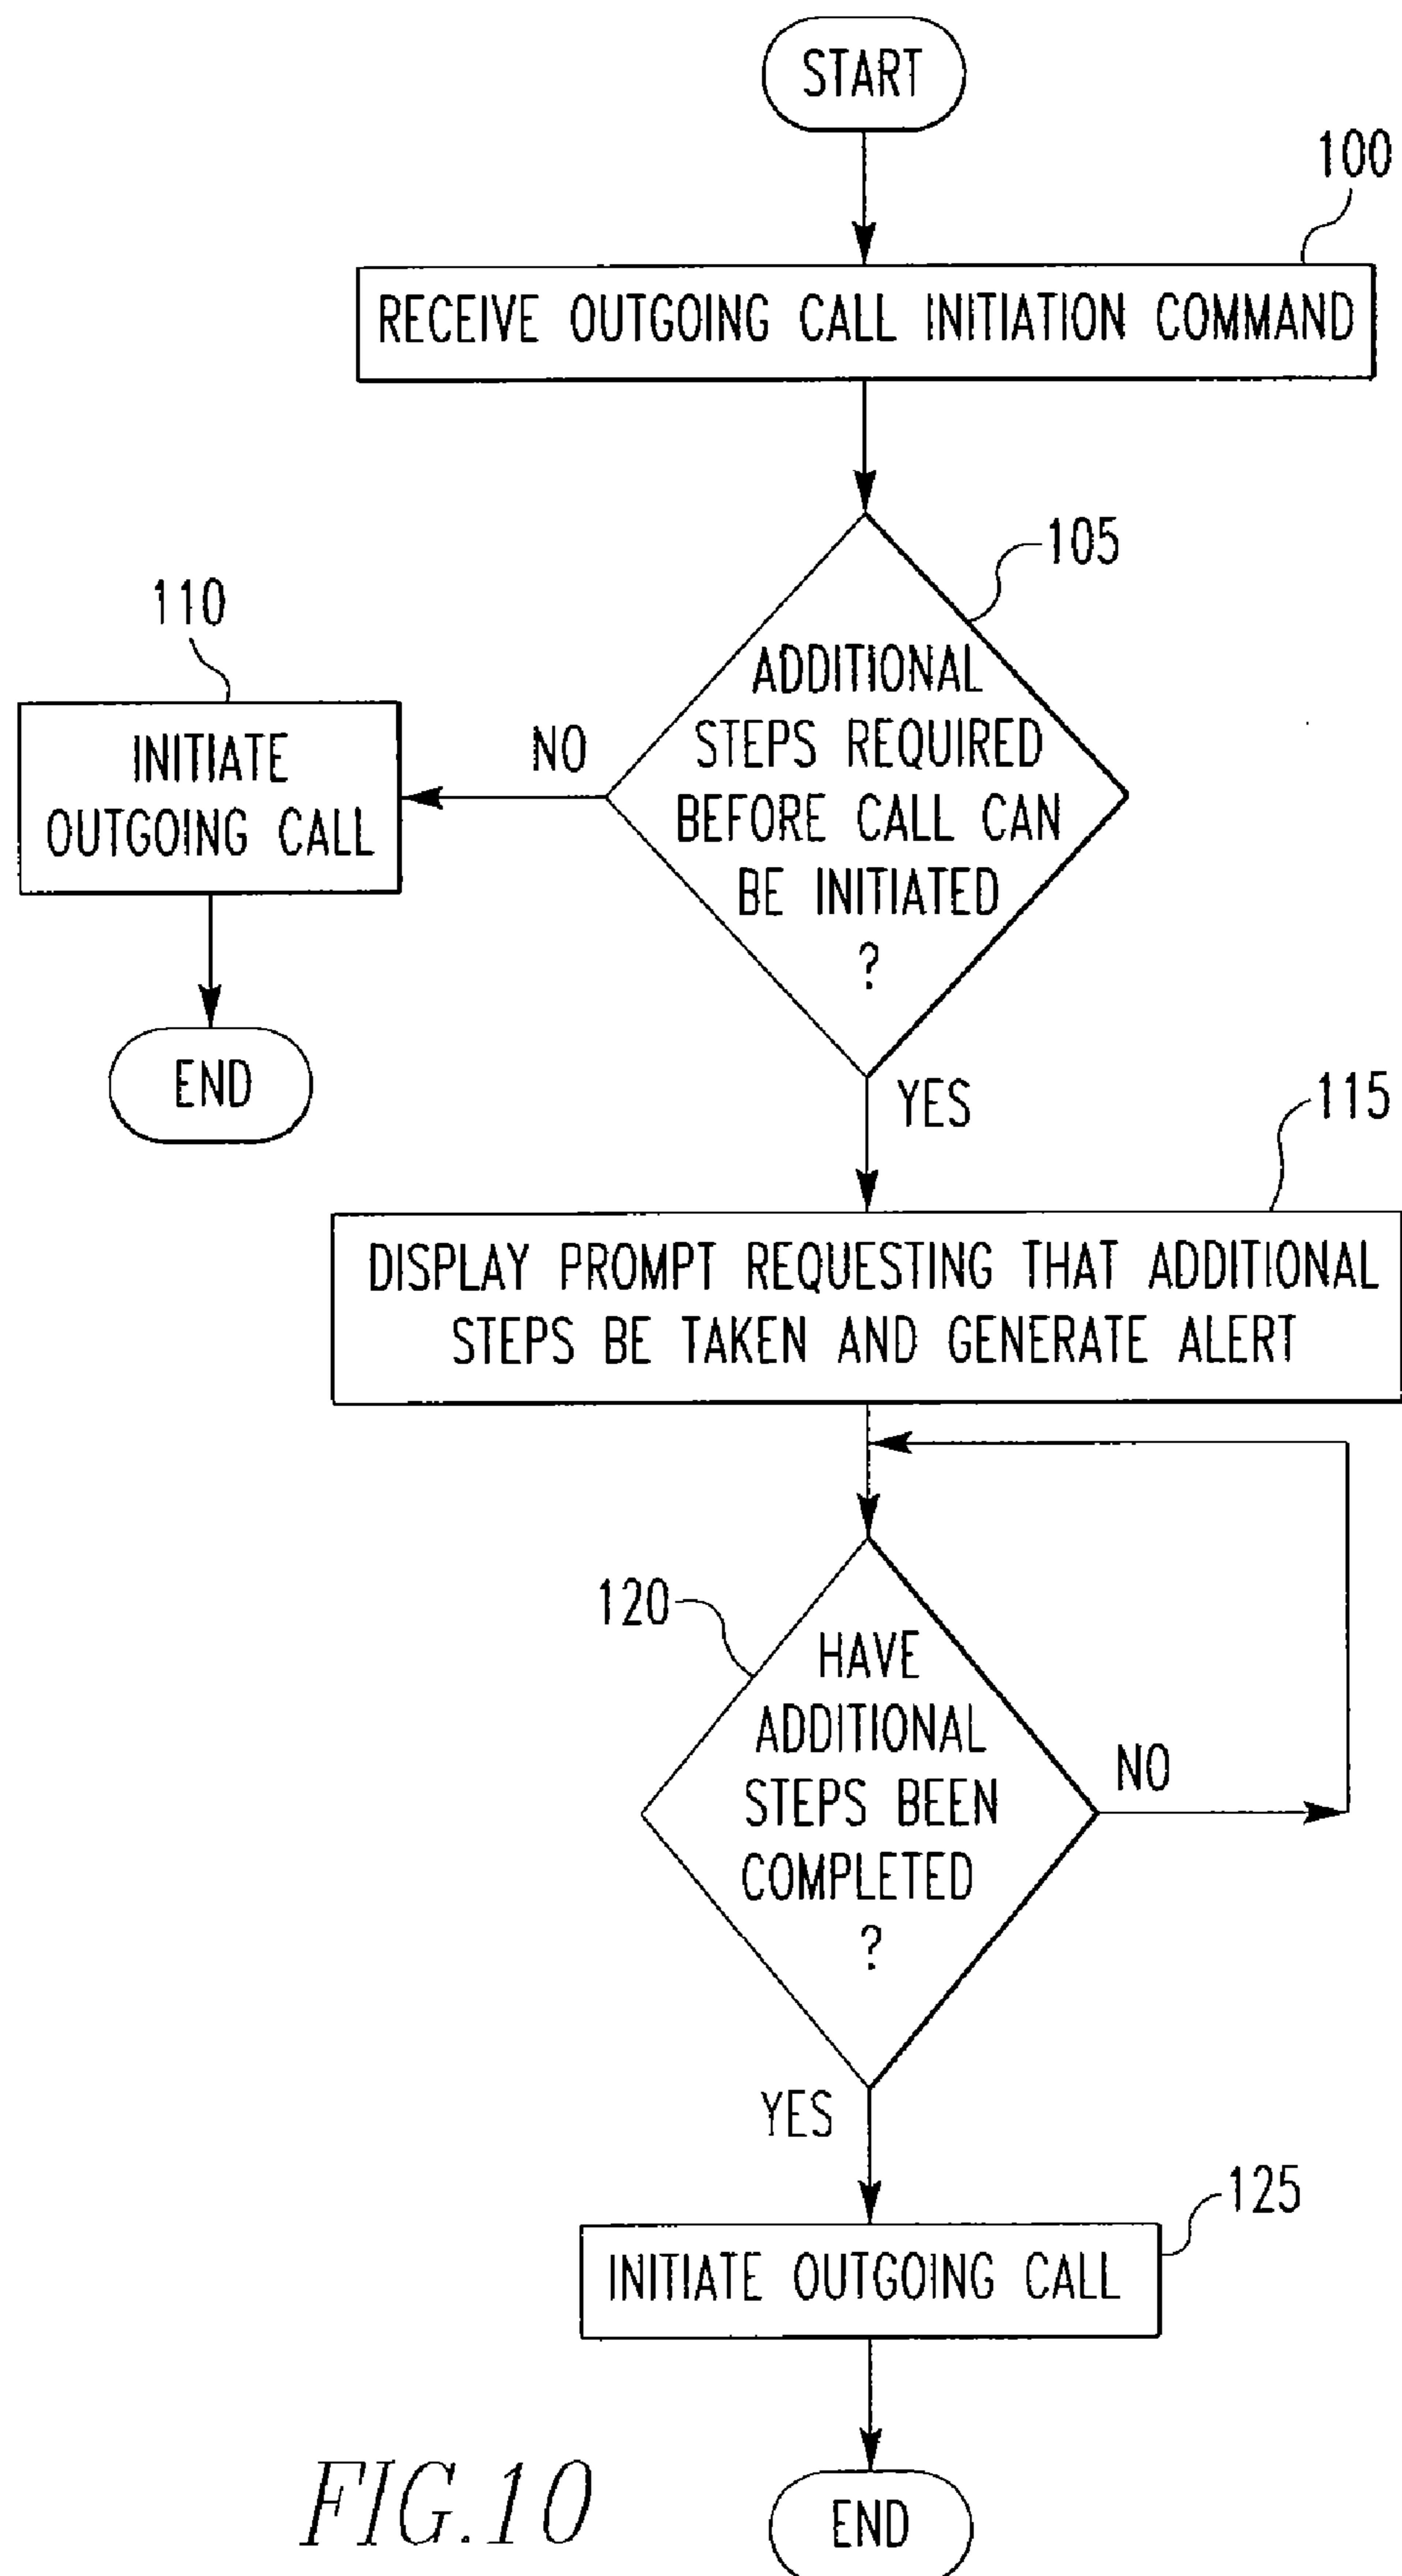 START
100
RECEIVE OUTGOING CALL INITIATION COMMAND
105
ADDITIONAL
STEPS REQUIRED
BEFORE CALL CAN
BE INITIATED
?
NO
110
INITIATE
OUTGOING CALL
END
YES
115
DISPLAY PROMPT REQUESTING THAT ADDITIONAL
STEPS BE TAKEN AND GENERATE ALERT
120
HAVE
ADDITIONAL
STEPS BEEN
COMPLETED
?
NO
YES
125
INITIATE OUTGOING CALL
END
FIG.10